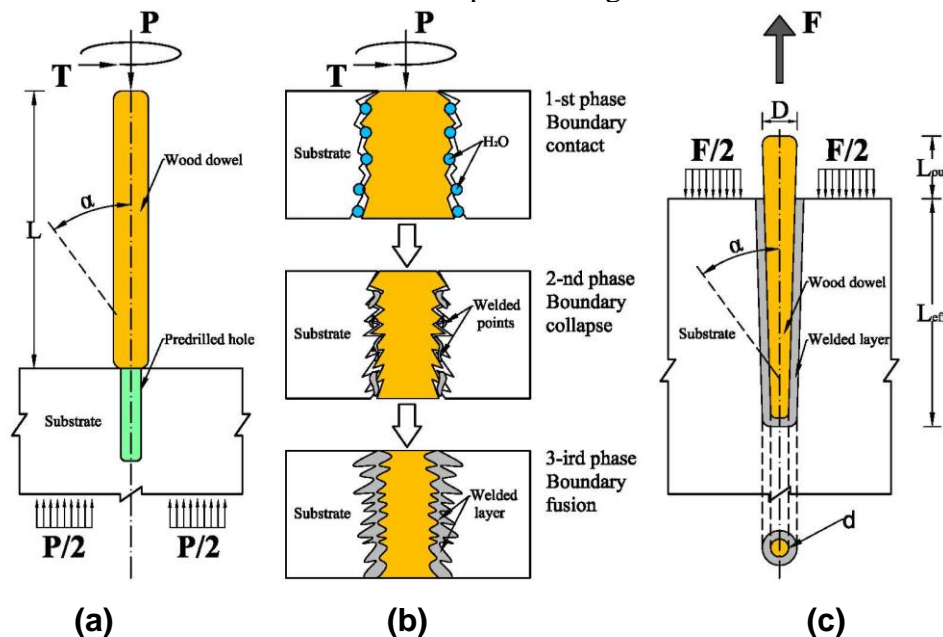 P
T
L
α
Wood dowel
Predrilled hole
Substrate
P/2
P/2
(a)
P
T
Substrate
H₂O
1-st phase
Boundary
contact
Substrate
Welded
points
2-nd phase
Boundary
collapse
Substrate
Welded
layer
3-ird phase
Boundary
fusion
(b)
F
D
F/2
F/2
α
Wood dowel
Substrate
Welded layer
d
(c)